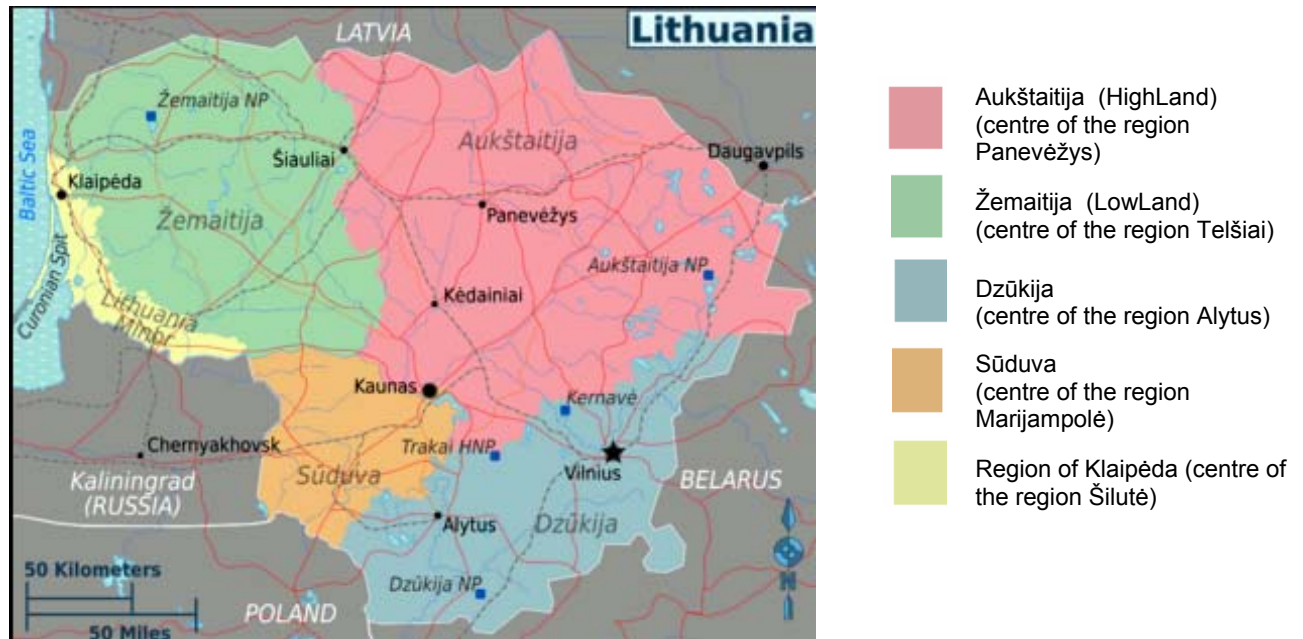 LATVIA
Lithuania
Žemaitija NP
Aukštaitija
Daugavpils
Šiauliai
Baltic Sea
Klaipėda
Panevėžys
Žemaitija
Aukštaitija NP
Curonian Spit
Kėdainiai
Lithuania
Minor
Kaunas
Kernavė
Chernyakhovsk
Trakai HNP
Vilnius
Kaliningrad
(RUSSIA)
Sūduva
BELARUS
Alytus
Dzūkija
50 Kilometers
Dzūkija NP
N
POLAND
50 Miles
Aukštaitija (HighLand)
(centre of the region
Panevėžys)
Žemaitija (LowLand)
(centre of the region Telšiai)
Dzūkija
(centre of the region Alytus)
Sūduva
(centre of the region
Marijampolė)
Region of Klaipėda (centre of
the region Šilutė)